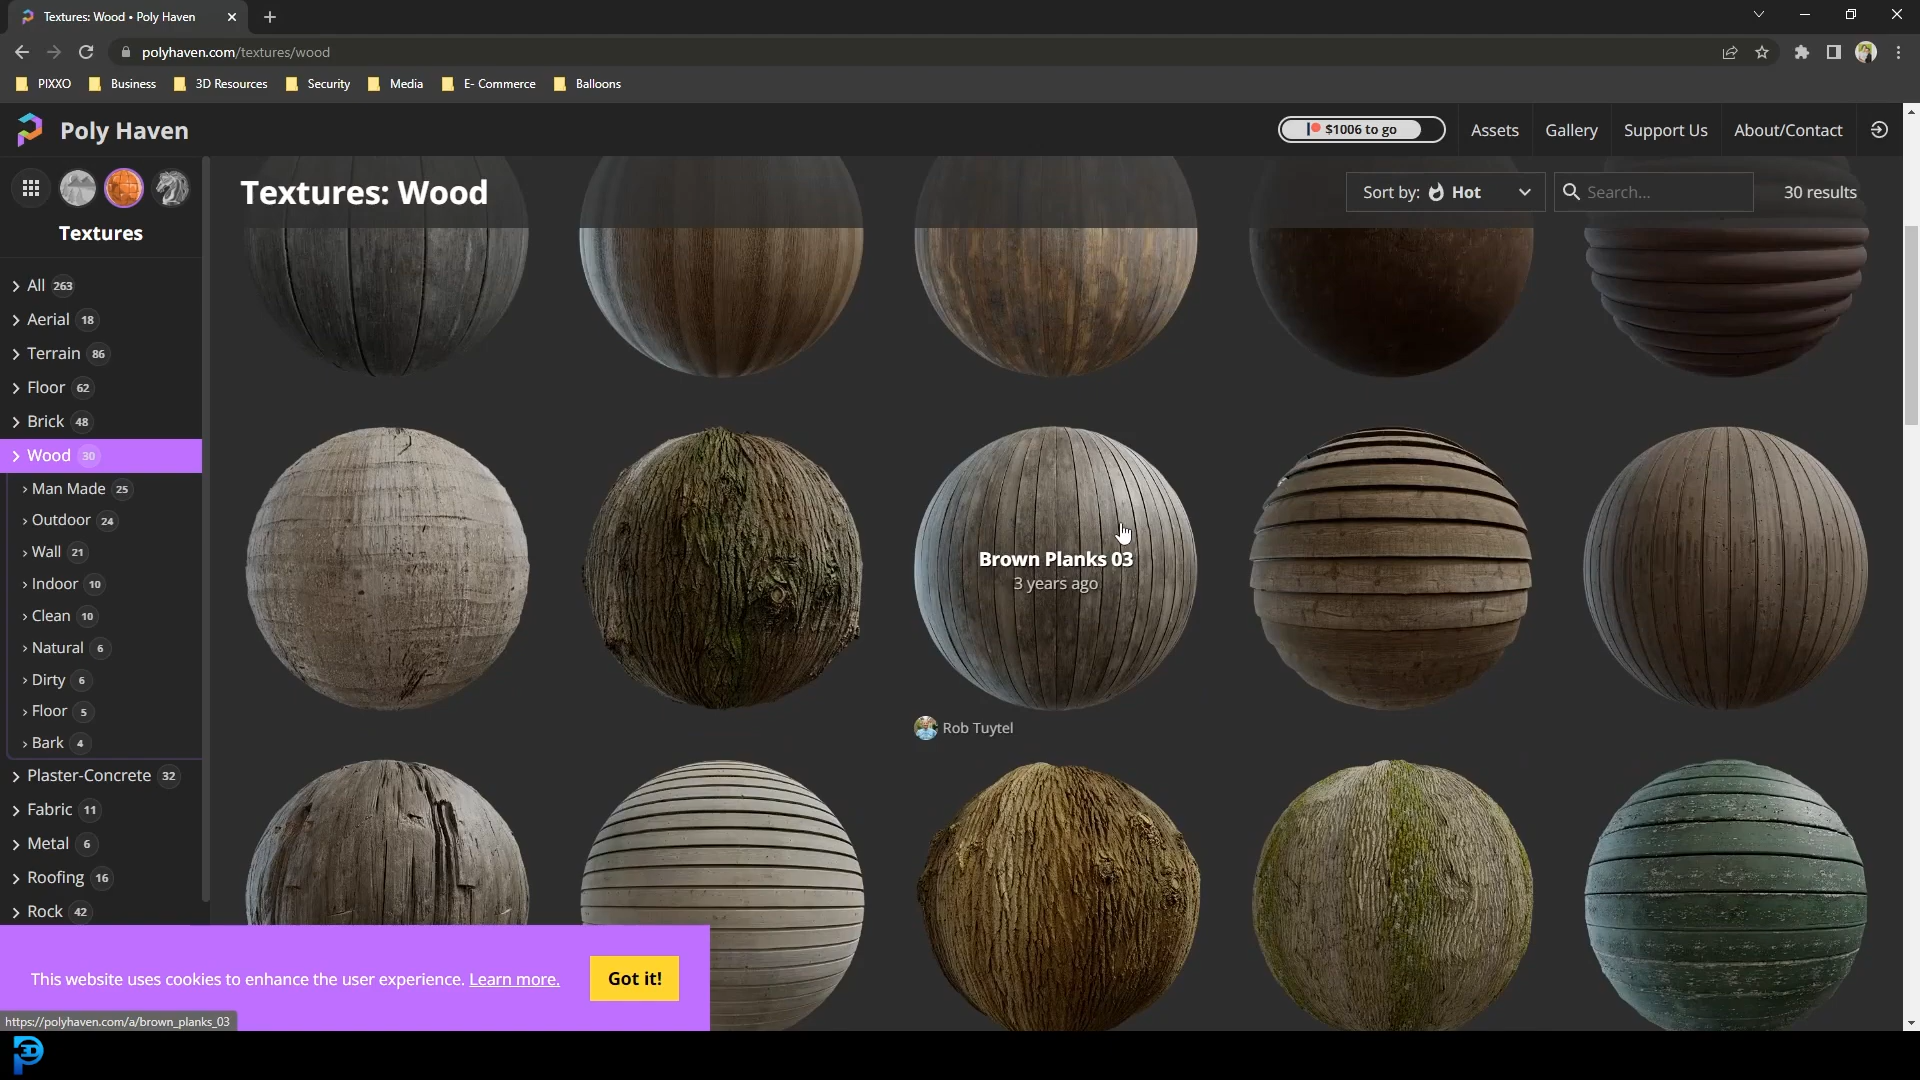 Textures: Wood • Poly Haven
polyhaven.com/textures/wood
PIXXO Business 3D Resources Security Media E- Commerce Balloons
Poly Haven
$1006 to go
Assets Gallery Support Us About/Contact
Textures: Wood
Sort by: Hot
Search...
30 results
Textures
All 263
Aerial 18
Terrain 86
Floor 62
Brick 48
Wood 30
Man Made 25
Outdoor 24
Wall 21
Indoor 10
Clean 10
Natural 6
Dirty 6
Floor 5
Bark 4
Plaster-Concrete 32
Fabric 11
Metal 6
Roofing 16
Rock 42
Brown Planks 03
3 years ago
Rob Tuytel
This website uses cookies to enhance the user experience. Learn more.
Got it!
https://polyhaven.com/a/brown_planks_03
3D